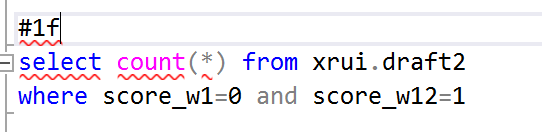 #1f
select count(*) from xrui.draft2
where score_w1=0 and score_w12=1